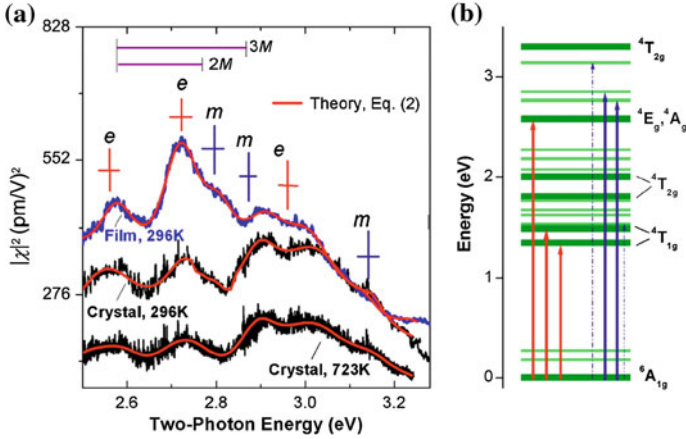 (a)
828
552
276
|χ|² (pm/V)²
3M
2M
e
e
m
m
e
m
Theory, Eq. (2)
Film, 296K
Crystal, 296K
Crystal, 723K
2.6
2.8
3.0
3.2
Two-Photon Energy (eV)
(b)
Energy (eV)
3
2
1
0
⁴T₂g
⁴Eg,⁴Ag
⁴T₂g
⁴T₁g
⁶A₁g